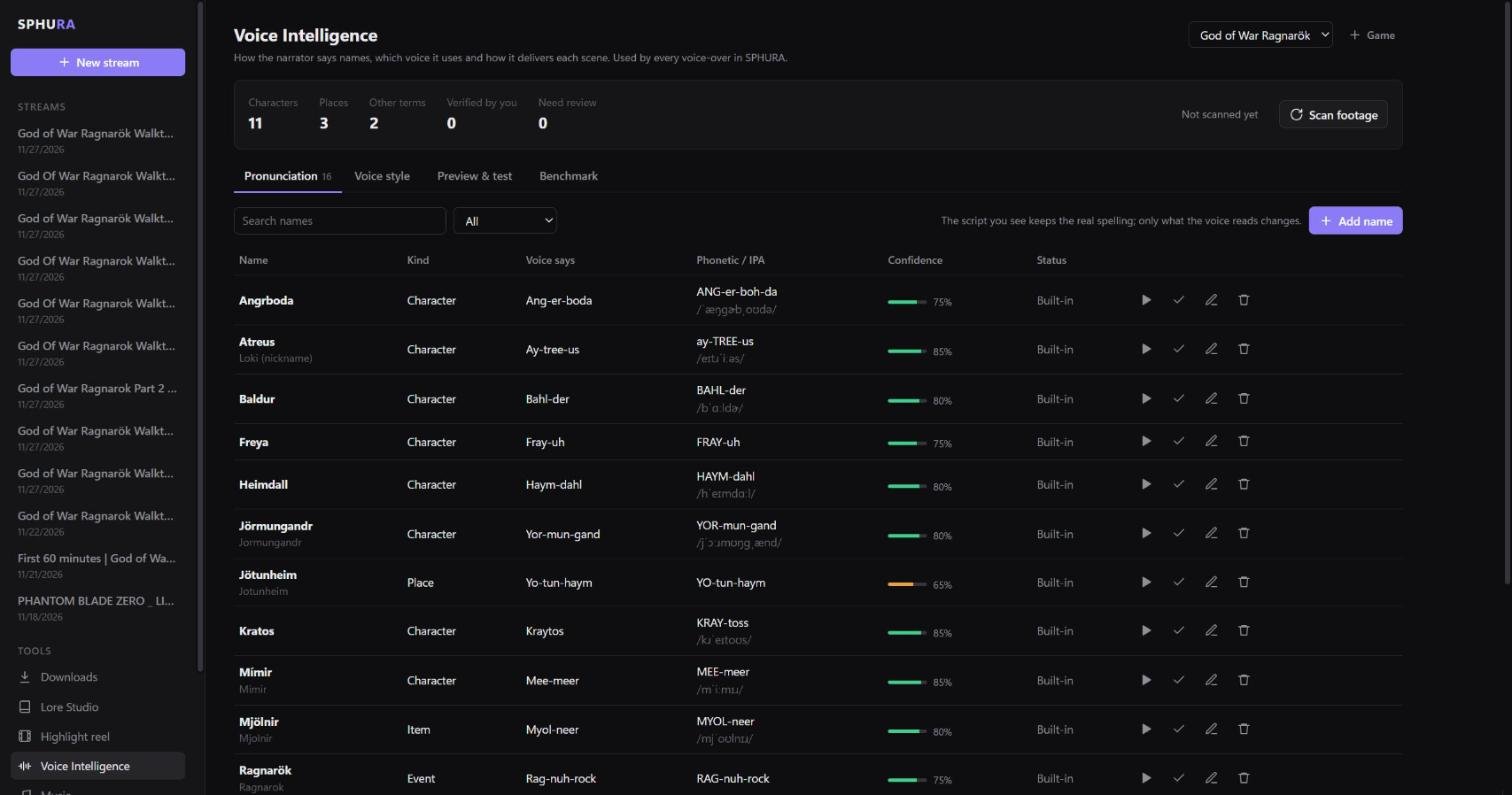 SPHURA
+ New stream
STREAMS
God of War Ragnarök Walkt...
11/27/2026
God Of War Ragnarok Walkt...
11/27/2026
God of War Ragnarök Walkt...
11/27/2026
God Of War Ragnarok Walkt...
11/27/2026
God Of War Ragnarok Walkt...
11/27/2026
God Of War Ragnarok Walkt...
11/27/2026
God of War Ragnarok Part 2 ...
11/27/2026
God of War Ragnarök Walkt...
11/27/2026
God of War Ragnarök Walkt...
11/27/2026
God of War Ragnarök Walkt...
11/22/2026
First 60 minutes | God of Wa...
11/21/2026
PHANTOM BLADE ZERO _ LI...
11/18/2026
TOOLS
Downloads
Lore Studio
Highlight reel
Voice Intelligence
Voice Intelligence
How the narrator says names, which voice it uses and how it delivers each scene. Used by every voice-over in SPHURA.
God of War Ragnarök
+ Game
Characters Places Other terms Verified by you Need review
11 3 2 0 0
Not scanned yet
Scan footage
Pronunciation 16 Voice style Preview & test Benchmark
Search names
All
The script you see keeps the real spelling; only what the voice reads changes.
+ Add name
Name Kind Voice says Phonetic / IPA Confidence Status
Angrboda Character Ang-er-boda ANG-er-boh-da 75% Built-in
Atreus Character Ay-tree-us ay-TREE-us 85% Built-in
Loki (nickname)
Baldur Character Bahl-der BAHL-der 80% Built-in
Freya Character Fray-uh FRAY-uh 75% Built-in
Heimdall Character Haym-dahl HAYM-dahl 80% Built-in
Jörmungandr Character Yor-mun-gand YOR-mun-gand 80% Built-in
Jormungandr
Jötunheim Place Yo-tun-haym YO-tun-haym 65% Built-in
Jotunheim
Kratos Character Kraytos KRAY-toss 85% Built-in
Mímir Character Mee-meer MEE-meer 85% Built-in
Mimir
Mjölnir Item Myol-neer MYOL-neer 80% Built-in
Mjolnir
Ragnarök Event Rag-nuh-rock RAG-nuh-rock 75% Built-in
Ragnarok